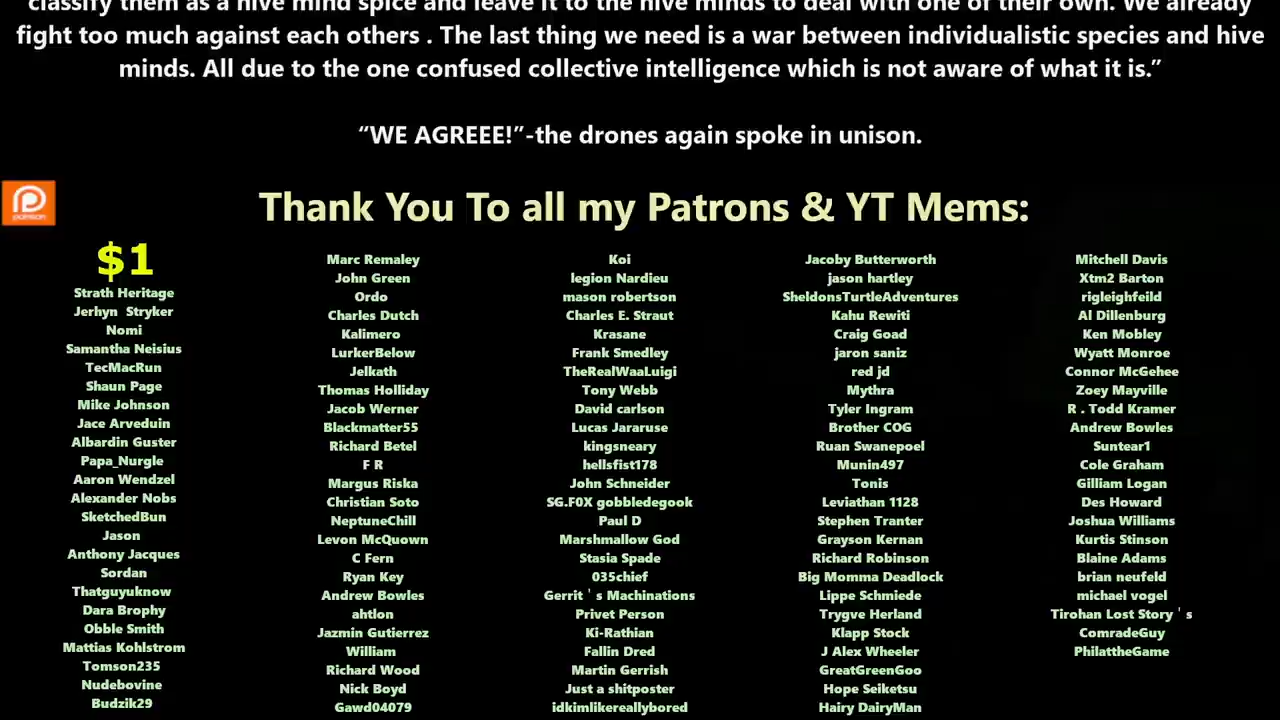 classify them as a hive mind spice and leave it to the hive minds to deal with one of their own. We already
fight too much against each others . The last thing we need is a war between individualistic species and hive
minds. All due to the one confused collective intelligence which is not aware of what it is.”
“WE AGREEE!”-the drones again spoke in unison.
Thank You To all my Patrons & YT Mems:
$1
Strath Heritage
Jerhyn  Stryker
Nomi
Samantha Neisius
TecMacRun
Shaun Page
Mike Johnson
Jace Arveduin
Albardin Guster
Papa_Nurgle
Aaron Wendzel
Alexander Nobs
SketchedBun
Jason
Anthony Jacques
Sordan
Thatguyuknow
Dara Brophy
Obble Smith
Mattias Kohlstrom
Tomson235
Nudebovine
Budzik29
Marc Remaley
John Green
Ordo
Charles Dutch
Kalimero
LurkerBelow
Jelkath
Thomas Holliday
Jacob Werner
Blackmatter55
Richard Betel
F R
Margus Riska
Christian Soto
NeptuneChill
Levon McQuown
C Fern
Ryan Key
Andrew Bowles
ahtlon
Jazmin Gutierrez
William
Richard Wood
Nick Boyd
Gawd04079
Koi
legion Nardieu
mason robertson
Charles E. Straut
Krasane
Frank Smedley
TheRealWaaLuigi
Tony Webb
David carlson
Lucas Jararuse
kingsneary
hellsfist178
John Schneider
SG.F0X gobbledegook
Paul D
Marshmallow God
Stasia Spade
035chief
Gerrit ' s Machinations
Privet Person
Ki-Rathian
Fallin Dred
Martin Gerrish
Just a shitposter
idkimlikereallybored
Jacoby Butterworth
jason hartley
SheldonsTurtleAdventures
Kahu Rewiti
Craig Goad
jaron saniz
red jd
Mythra
Tyler Ingram
Brother COG
Ruan Swanepoel
Munin497
Tonis
Leviathan 1128
Stephen Tranter
Grayson Kernan
Richard Robinson
Big Momma Deadlock
Lippe Schmiede
Trygve Herland
Klapp Stock
J Alex Wheeler
GreatGreenGoo
Hope Seiketsu
Hairy DairyMan
Mitchell Davis
Xtm2 Barton
rigleighfeild
Al Dillenburg
Ken Mobley
Wyatt Monroe
Connor McGehee
Zoey Mayville
R . Todd Kramer
Andrew Bowles
Suntear1
Cole Graham
Gilliam Logan
Des Howard
Joshua Williams
Kurtis Stinson
Blaine Adams
brian neufeld
michael vogel
Tirohan Lost Story ' s
ComradeGuy
PhilattheGame